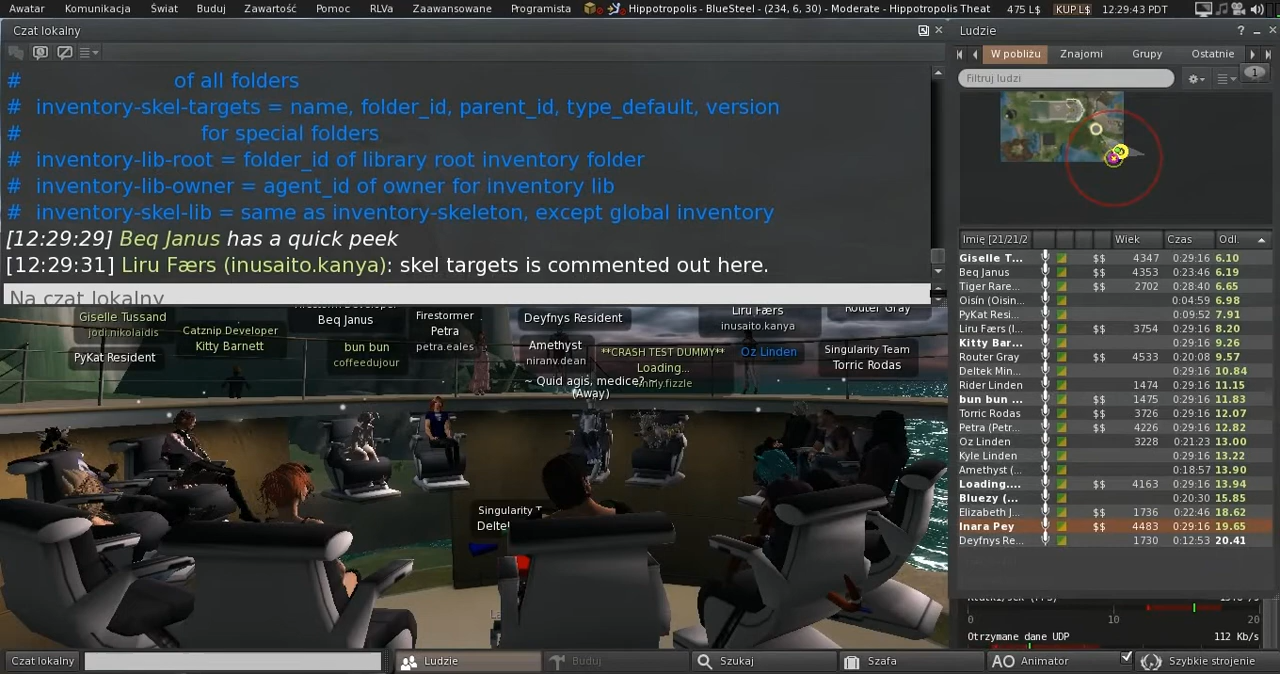 Awatar Komunikacja Świat Buduj Zawartość Pomoc RLVa Zaawansowane Programista Hippotropolis - BlueSteel - (234, 6, 30) - Moderate - Hippotropolis Theat 475 L$ KUP L$ 12:29:43 PDT
Czat lokalny
# of all folders
# inventory-skel-targets = name, folder_id, parent_id, type_default, version
# for special folders
# inventory-lib-root = folder_id of library root inventory folder
# inventory-lib-owner = agent_id of owner for inventory lib
# inventory-skel-lib = same as inventory-skeleton, except global inventory
[12:29:29] Beq Janus has a quick peek
[12:29:31] Liru Færs (inusaito.kanya): skel targets is commented out here.
Na czat lokalny
Giselle Tussand
jodi.nikolaidis
PyKat Resident
Catznip Developer
Kitty Barnett
Firestorm Developer
Beq Janus
bun bun
coffeedujour
Firestormer
Petra
petra.eales
Deyfnys Resident
Amethyst
niranv.dean
**CRASH TEST DUMMY**
Loading...
~ Quid agis, medice? ~
(Away)
Liru Færs
inusaito.kanya
Oz Linden
Router Gray
Singularity Team
Torric Rodas
Singularity T
Ludzie
W pobliżu Znajomi Grupy Ostatnie
Filtruj ludzi
1
Imię [21/21/2 Wiek Czas Odl.
Giselle T... $$ 4347 0:29:16 6.10
Beq Janus $$ 4353 0:23:46 6.19
Tiger Rare... $$ 2702 0:28:40 6.65
Oisín (Oisin... 0:04:59 6.98
PyKat Resi... 0:09:52 7.91
Liru Færs (I... $$ 3754 0:29:16 8.20
Kitty Bar... 0:29:16 9.26
Router Gray $$ 4533 0:20:08 9.57
Deltek Min... 0:29:16 10.84
Rider Linden 1474 0:29:16 11.15
bun bun ... $$ 1475 0:29:16 11.83
Torric Rodas $$ 3726 0:29:16 12.07
Petra (Petr... $$ 4226 0:29:16 12.82
Oz Linden 3228 0:21:23 13.00
Kyle Linden 0:29:16 13.22
Amethyst (... 0:18:57 13.90
Loading.... $$ 4163 0:29:16 13.94
Bluezy (... 0:20:30 15.85
Elizabeth J... $$ 1736 0:22:46 18.62
Inara Pey $$ 4483 0:29:16 19.65
Deyfnys Re... 1730 0:12:53 20.41
0 10 20
Otrzymane dane UDP 112 Kb/s
Czat lokalny Ludzie Buduj Szukaj Szafa AO Animator Szybkie strojenie